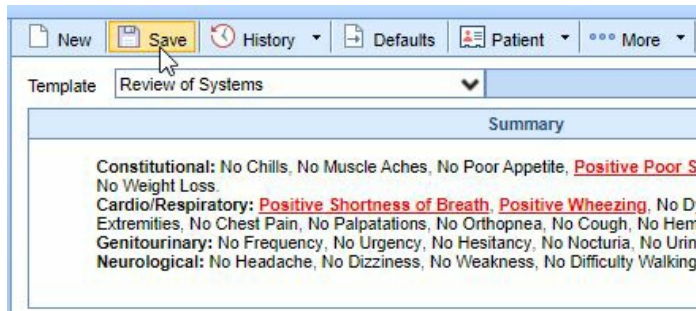 New Save History Defaults Patient More
Template Review of Systems
Summary
Constitutional: No Chills, No Muscle Aches, No Poor Appetite, Positive Poor S
No Weight Loss.
Cardio/Respiratory: Positive Shortness of Breath, Positive Wheezing, No D
Extremities, No Chest Pain, No Palpatations, No Orthopnea, No Cough, No Hem
Genitourinary: No Frequency, No Urgency, No Hesitancy, No Nocturia, No Urin
Neurological: No Headache, No Dizziness, No Weakness, No Difficulty Walking